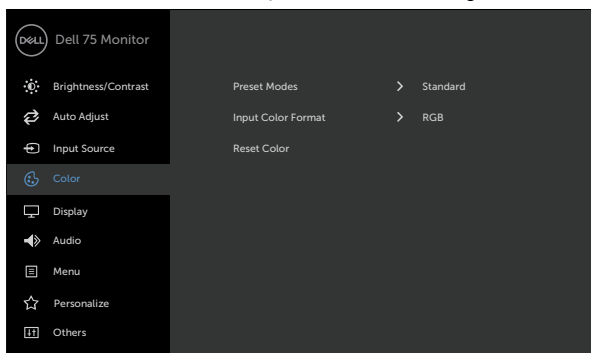 DELL Dell 75 Monitor
Brightness/Contrast Preset Modes > Standard
Auto Adjust Input Color Format > RGB
Input Source Reset Color
Color
Display
Audio
Menu
Personalize
Others